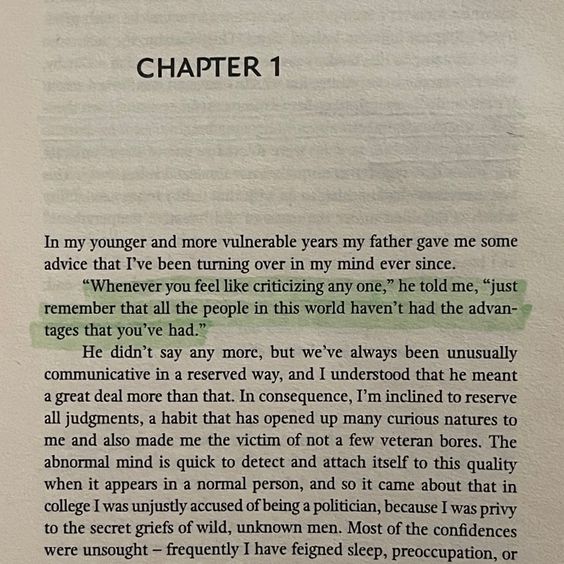 CHAPTER 1
In my younger and more vulnerable years my father gave me some
advice that I've been turning over in my mind ever since.
“Whenever you feel like criticizing any one,” he told me, “just
remember that all the people in this world haven't had the advan-
tages that you've had.”
He didn't say any more, but we've always been unusually
communicative in a reserved way, and I understood that he meant
a great deal more than that. In consequence, I'm inclined to reserve
all judgments, a habit that has opened up many curious natures to
me and also made me the victim of not a few veteran bores. The
abnormal mind is quick to detect and attach itself to this quality
when it appears in a normal person, and so it came about that in
college I was unjustly accused of being a politician, because I was privy
to the secret griefs of wild, unknown men. Most of the confidences
were unsought – frequently I have feigned sleep, preoccupation, or